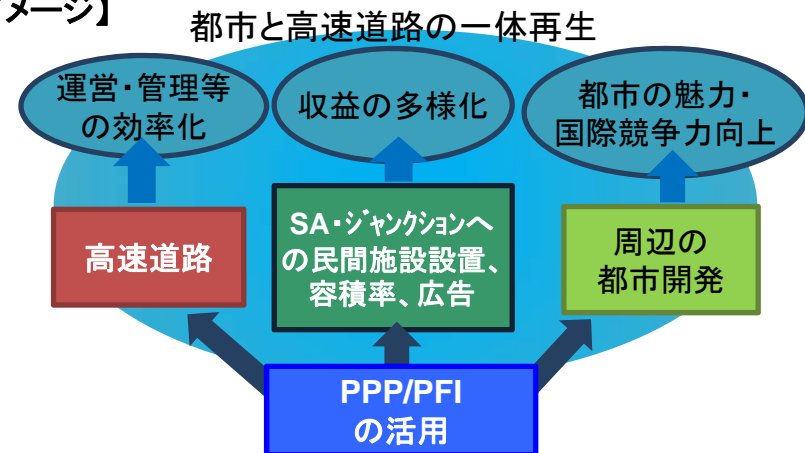 メージ】
都市と高速道路の一体再生
運営・管理等
の効率化
収益の多様化
都市の魅力・
国際競争力向上
高速道路
SA・ジャンクションへ
の民間施設設置、
容積率、広告
周辺の
都市開発
PPP/PFI
の活用